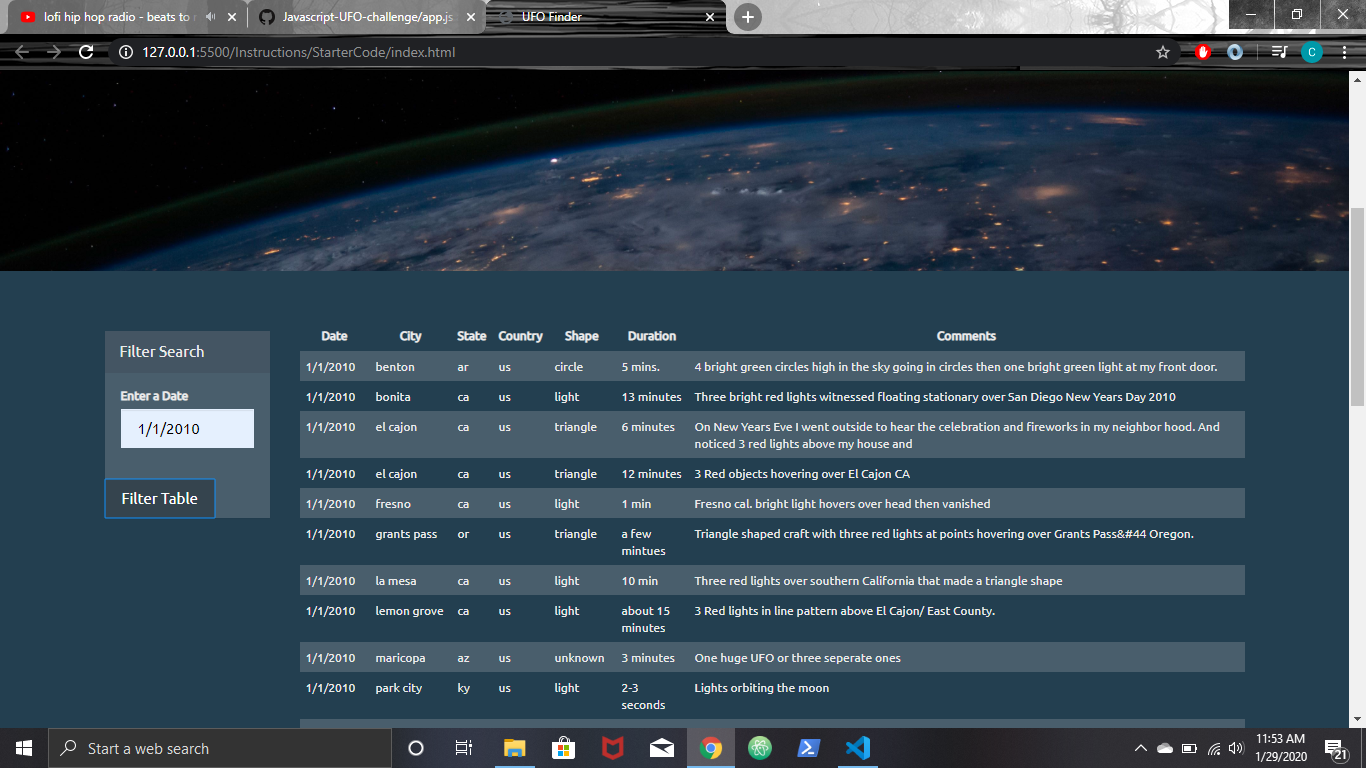 lofi hip hop radio - beats to r
Javascript-UFO-challenge/app.js
UFO Finder
127.0.0.1:5500/Instructions/StarterCode/index.html
C
Filter Search
Enter a Date
1/1/2010
Filter Table
Date City State Country Shape Duration Comments
1/1/2010 benton ar us circle 5 mins. 4 bright green circles high in the sky going in circles then one bright green light at my front door.
1/1/2010 bonita ca us light 13 minutes Three bright red lights witnessed floating stationary over San Diego New Years Day 2010
1/1/2010 el cajon ca us triangle 6 minutes On New Years Eve I went outside to hear the celebration and fireworks in my neighbor hood. And
noticed 3 red lights above my house and
1/1/2010 el cajon ca us triangle 12 minutes 3 Red objects hovering over El Cajon CA
1/1/2010 fresno ca us light 1 min Fresno cal. bright light hovers over head then vanished
1/1/2010 grants pass or us triangle a few Triangle shaped craft with three red lights at points hovering over Grants Pass&#44 Oregon.
mintues
1/1/2010 la mesa ca us light 10 min Three red lights over southern California that made a triangle shape
1/1/2010 lemon grove ca us light about 15 3 Red lights in line pattern above El Cajon/ East County.
minutes
1/1/2010 maricopa az us unknown 3 minutes One huge UFO or three seperate ones
1/1/2010 park city ky us light 2-3 Lights orbiting the moon
seconds
Start a web search
11:53 AM
1/29/2020
21